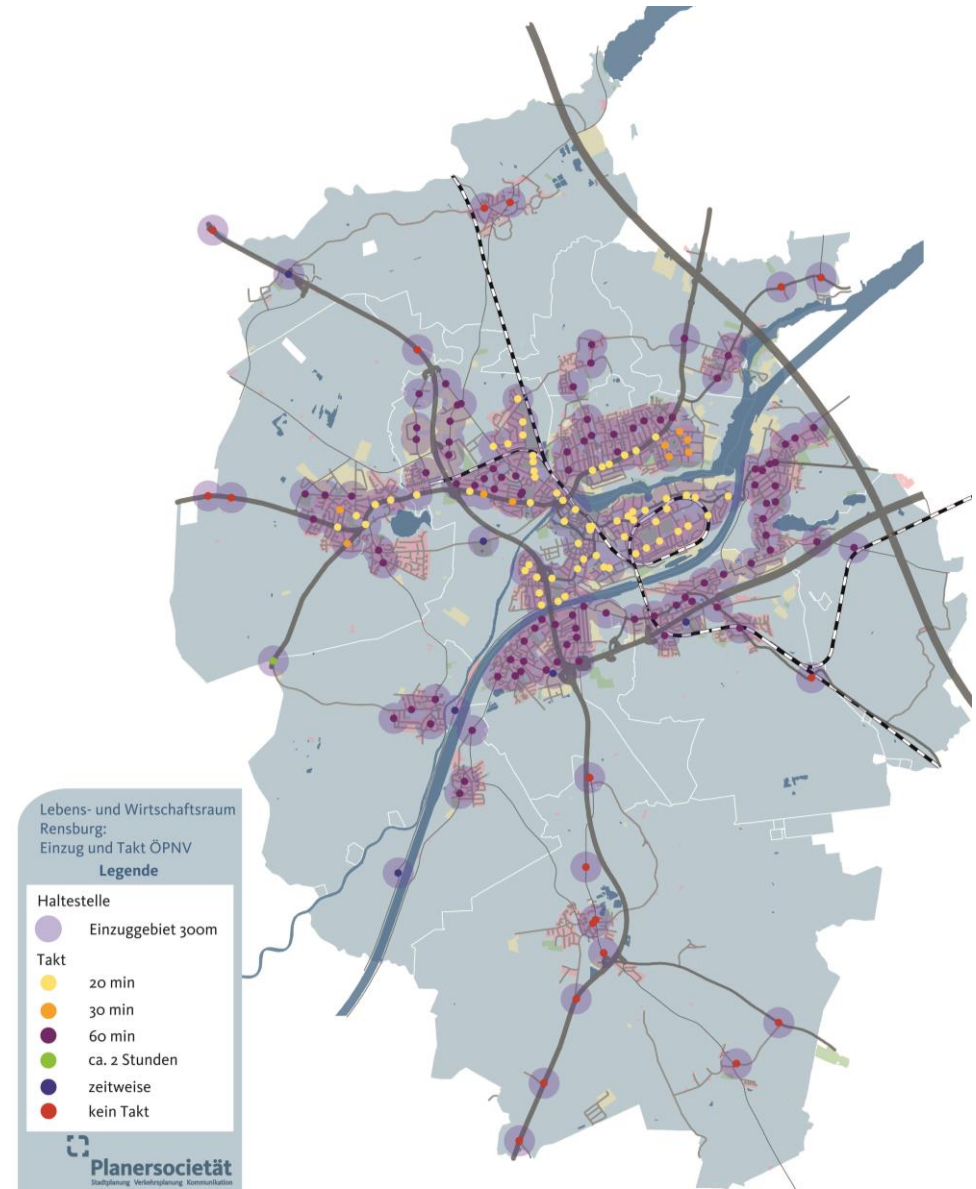 Lebens- und Wirtschaftsraum
Rensburg:
Einzug und Takt ÖPNV
Legende
Haltestelle
Einzuggebiet 300m
Takt
20 min
30 min
60 min
ca. 2 Stunden
zeitweise
kein Takt
Planersocietät
Stadtplanung Verkehrsplanung Kommunikation